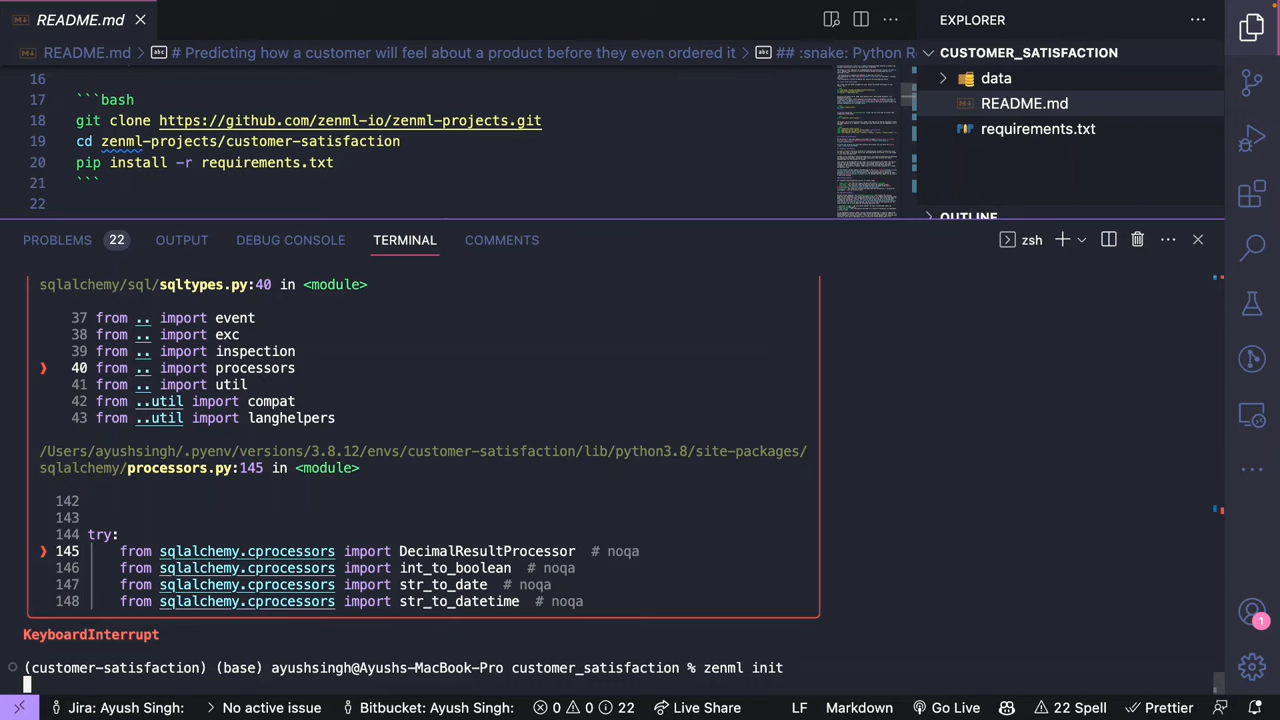 README.md
EXPLORER
README.md > # Predicting how a customer will feel about a product before they even ordered it > ## :snake: Python R
CUSTOMER_SATISFACTION
data
README.md
requirements.txt
OUTLINE
16
17 ```bash
18 git clone https://github.com/zenml-io/zenml-projects.git
19 cd zenml-projects/customer-satisfaction
20 pip install -r requirements.txt
21 ```
22
PROBLEMS 22 OUTPUT DEBUG CONSOLE TERMINAL COMMENTS
zsh
sqlalchemy/sql/sqltypes.py:40 in <module>
37 from .. import event
38 from .. import exc
39 from .. import inspection
❱ 40 from .. import processors
41 from .. import util
42 from ..util import compat
43 from ..util import langhelpers
/Users/ayushsingh/.pyenv/versions/3.8.12/envs/customer-satisfaction/lib/python3.8/site-packages/
sqlalchemy/processors.py:145 in <module>
142
143
144 try:
❱ 145 from sqlalchemy.cprocessors import DecimalResultProcessor # noqa
146 from sqlalchemy.cprocessors import int_to_boolean # noqa
147 from sqlalchemy.cprocessors import str_to_date # noqa
148 from sqlalchemy.cprocessors import str_to_datetime # noqa
KeyboardInterrupt
(customer-satisfaction) (base) ayushsingh@Ayushs-MacBook-Pro customer_satisfaction % zenml init
1
Jira: Ayush Singh: > No active issue Bitbucket: Ayush Singh: 0 0 22 Live Share LF Markdown Go Live 22 Spell Prettier